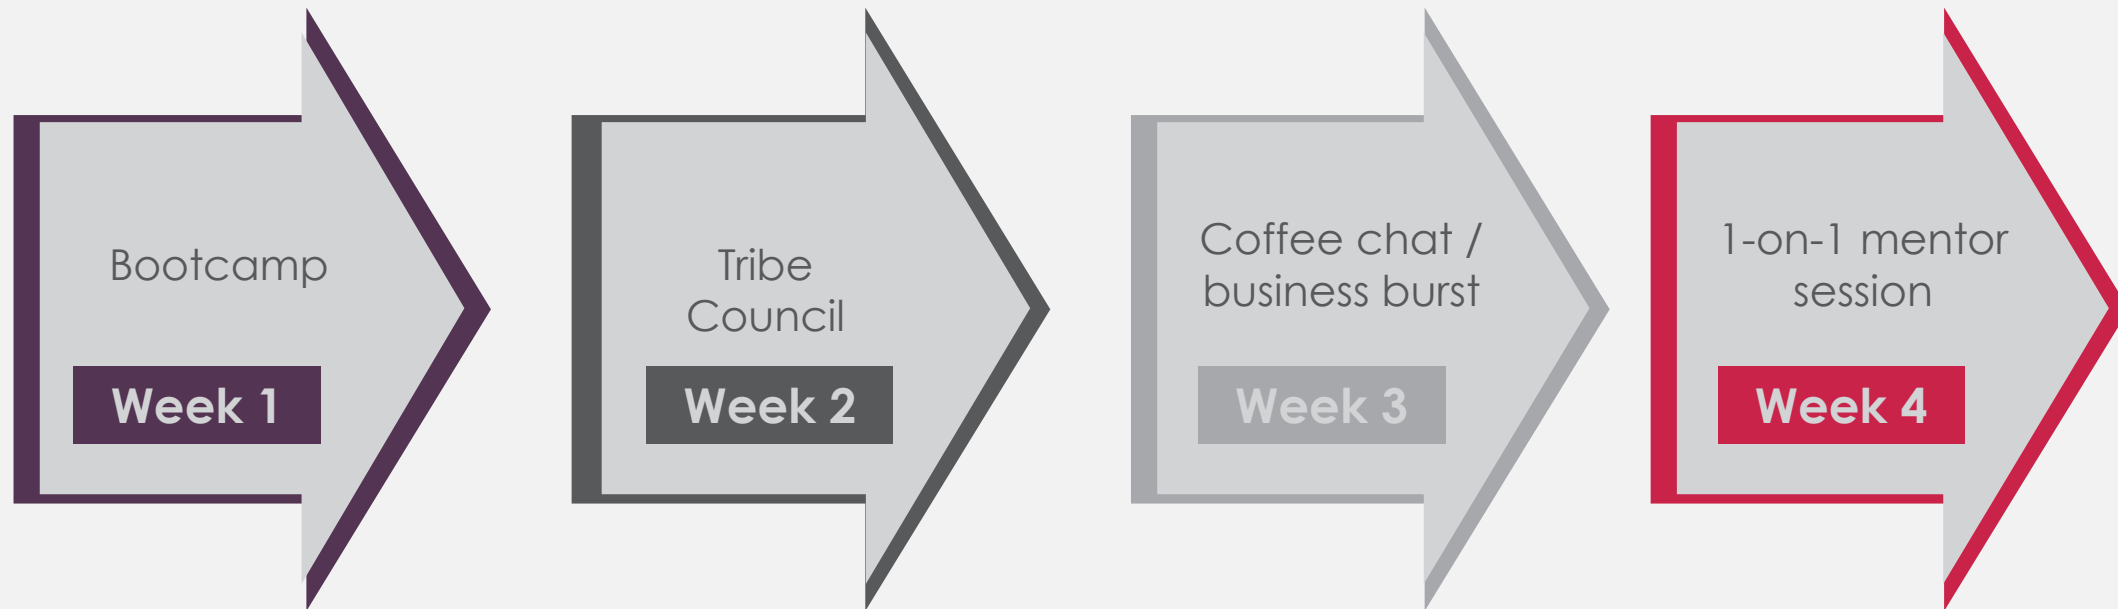 Bootcamp
Week 1
Tribe
Council
Week 2
Coffee chat /
business burst
Week 3
1-on-1 mentor
session
Week 4